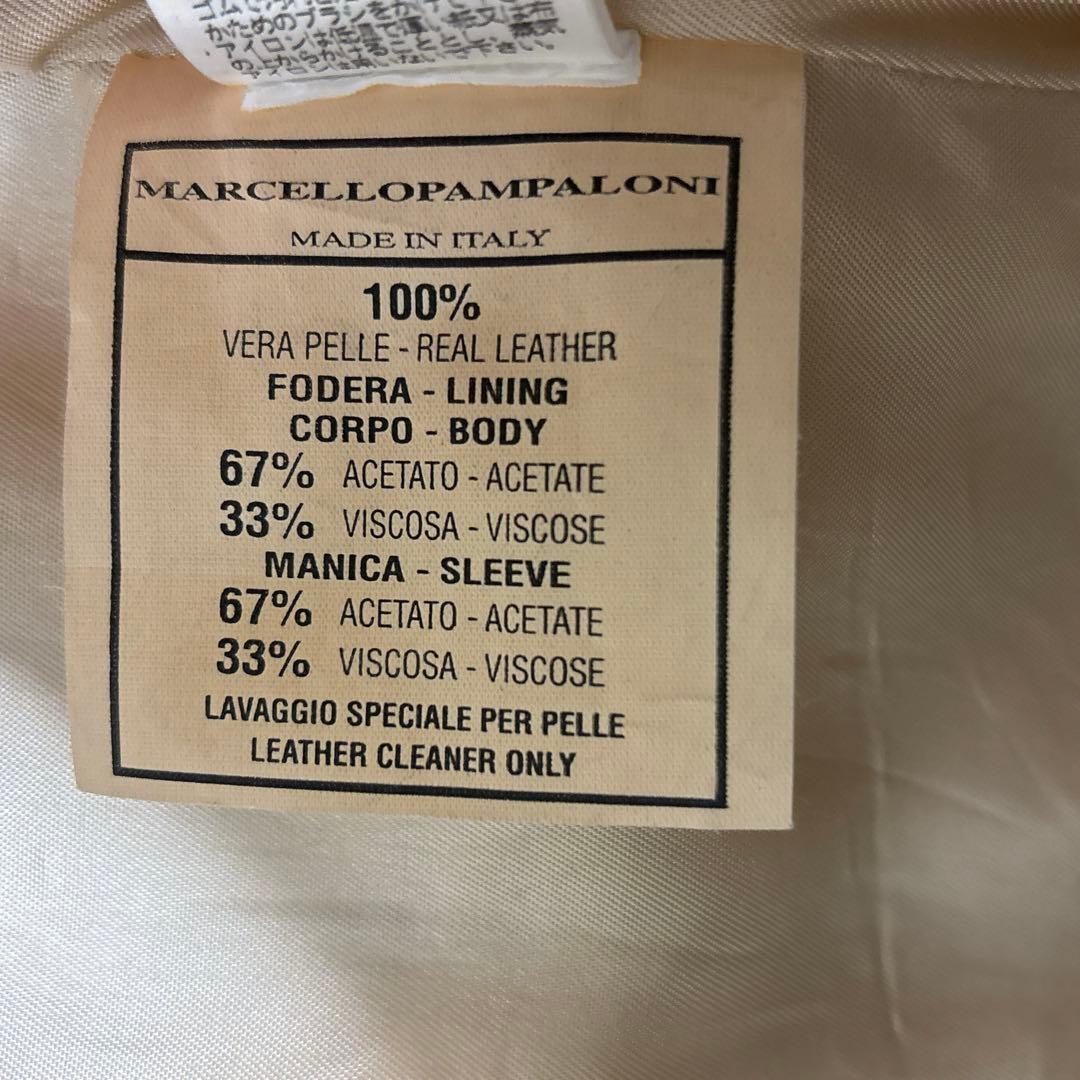 MARCELLOPAMPALONI
MADE IN ITALY
100%
VERA PELLE - REAL LEATHER
FODERA - LINING
CORPO - BODY
67% ACETATO - ACETATE
33% VISCOSA - VISCOSE
MANICA - SLEEVE
67% ACETATO - ACETATE
33% VISCOSA - VISCOSE
LAVAGGIO SPECIALE PER PELLE
LEATHER CLEANER ONLY